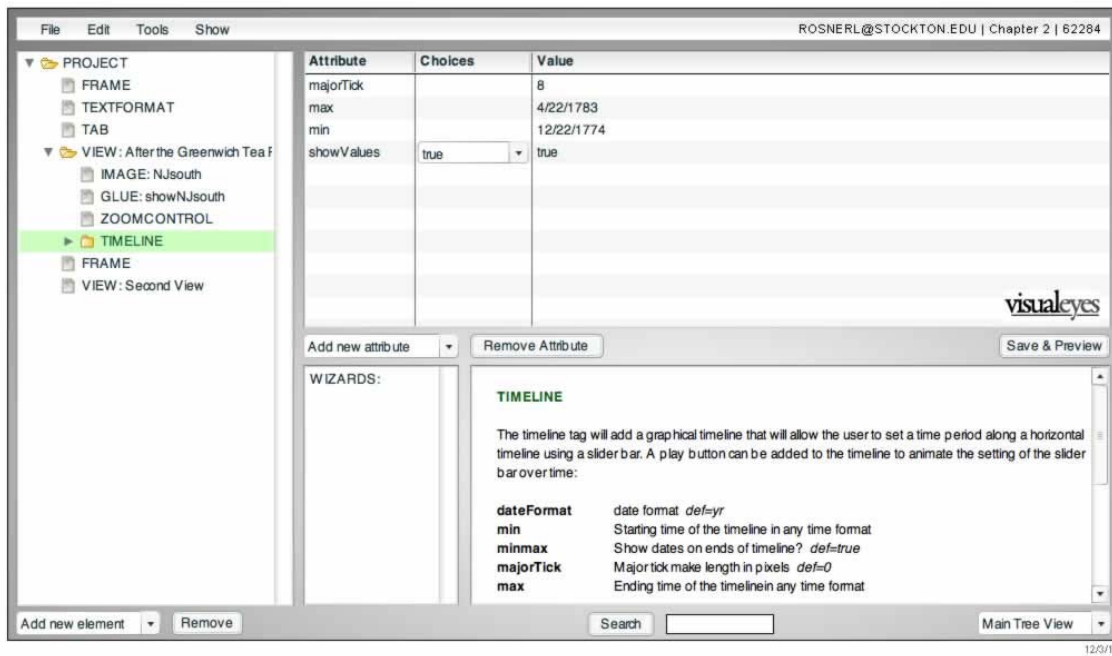 File Edit Tools Show ROSNERL@STOCKTON.EDU | Chapter 2 | 62284
PROJECT
FRAME
TEXTFORMAT
TAB
VIEW: After the Greenwich Tea
IMAGE: NJsouth
GLUE: showNJsouth
ZOOMCONTROL
TIMELINE
FRAME
VIEW: Second View
Attribute Choices Value
majorTick 8
max 4/22/1783
min 12/22/1774
showValues true true
visualeyes
Add new attribute Remove Attribute Save & Preview
WIZARDS:
TIMELINE
The timeline tag will add a graphical timeline that will allow the user to set a time period along a horizontal
timeline using a slider bar. A play button can be added to the timeline to animate the setting of the slider
bar over time:
dateFormat date format def=yr
min Starting time of the timeline in any time format
minmax Show dates on ends of timeline? def=true
majorTick Major tick make length in pixels def=0
max Ending time of the timelinein any time format
Add new element Remove Search Main Tree View